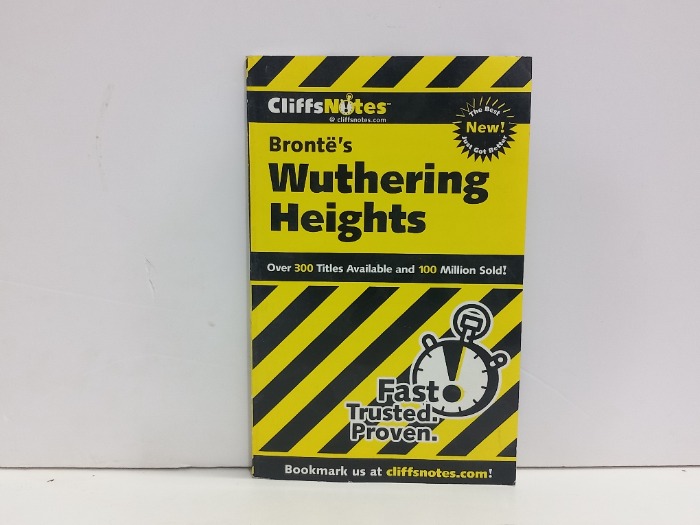 CliffsNotes™
@ cliffsnotes.com
The Best
New!
Just Got Better
Brontë's
Wuthering
Heights
Over 300 Titles Available and 100 Million Sold!
Fast.
Trusted.
Proven.
Bookmark us at cliffsnotes.com!